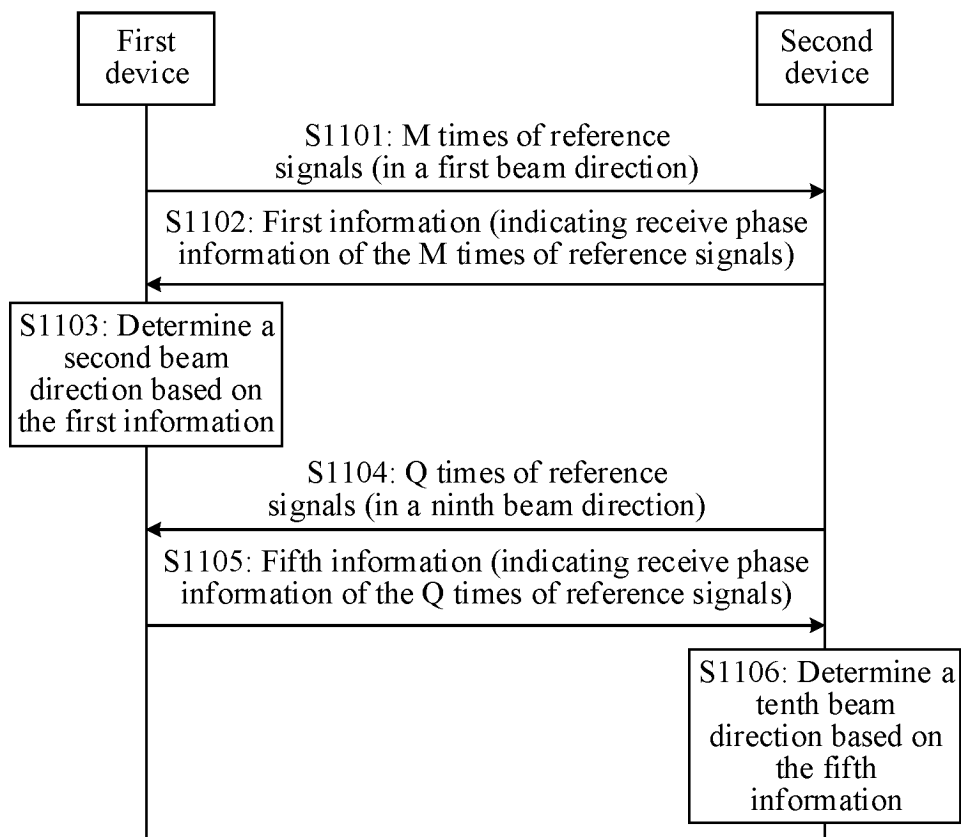 First
device
Second
device
S1101: M times of reference
signals (in a first beam direction)
S1102: First information (indicating receive phase
information of the M times of reference signals)
S1103: Determine a
second beam
direction based on
the first information
S1104: Q times of reference
signals (in a ninth beam direction)
S1105: Fifth information (indicating receive phase
information of the Q times of reference signals)
S1106: Determine a
tenth beam
direction based on
the fifth
information